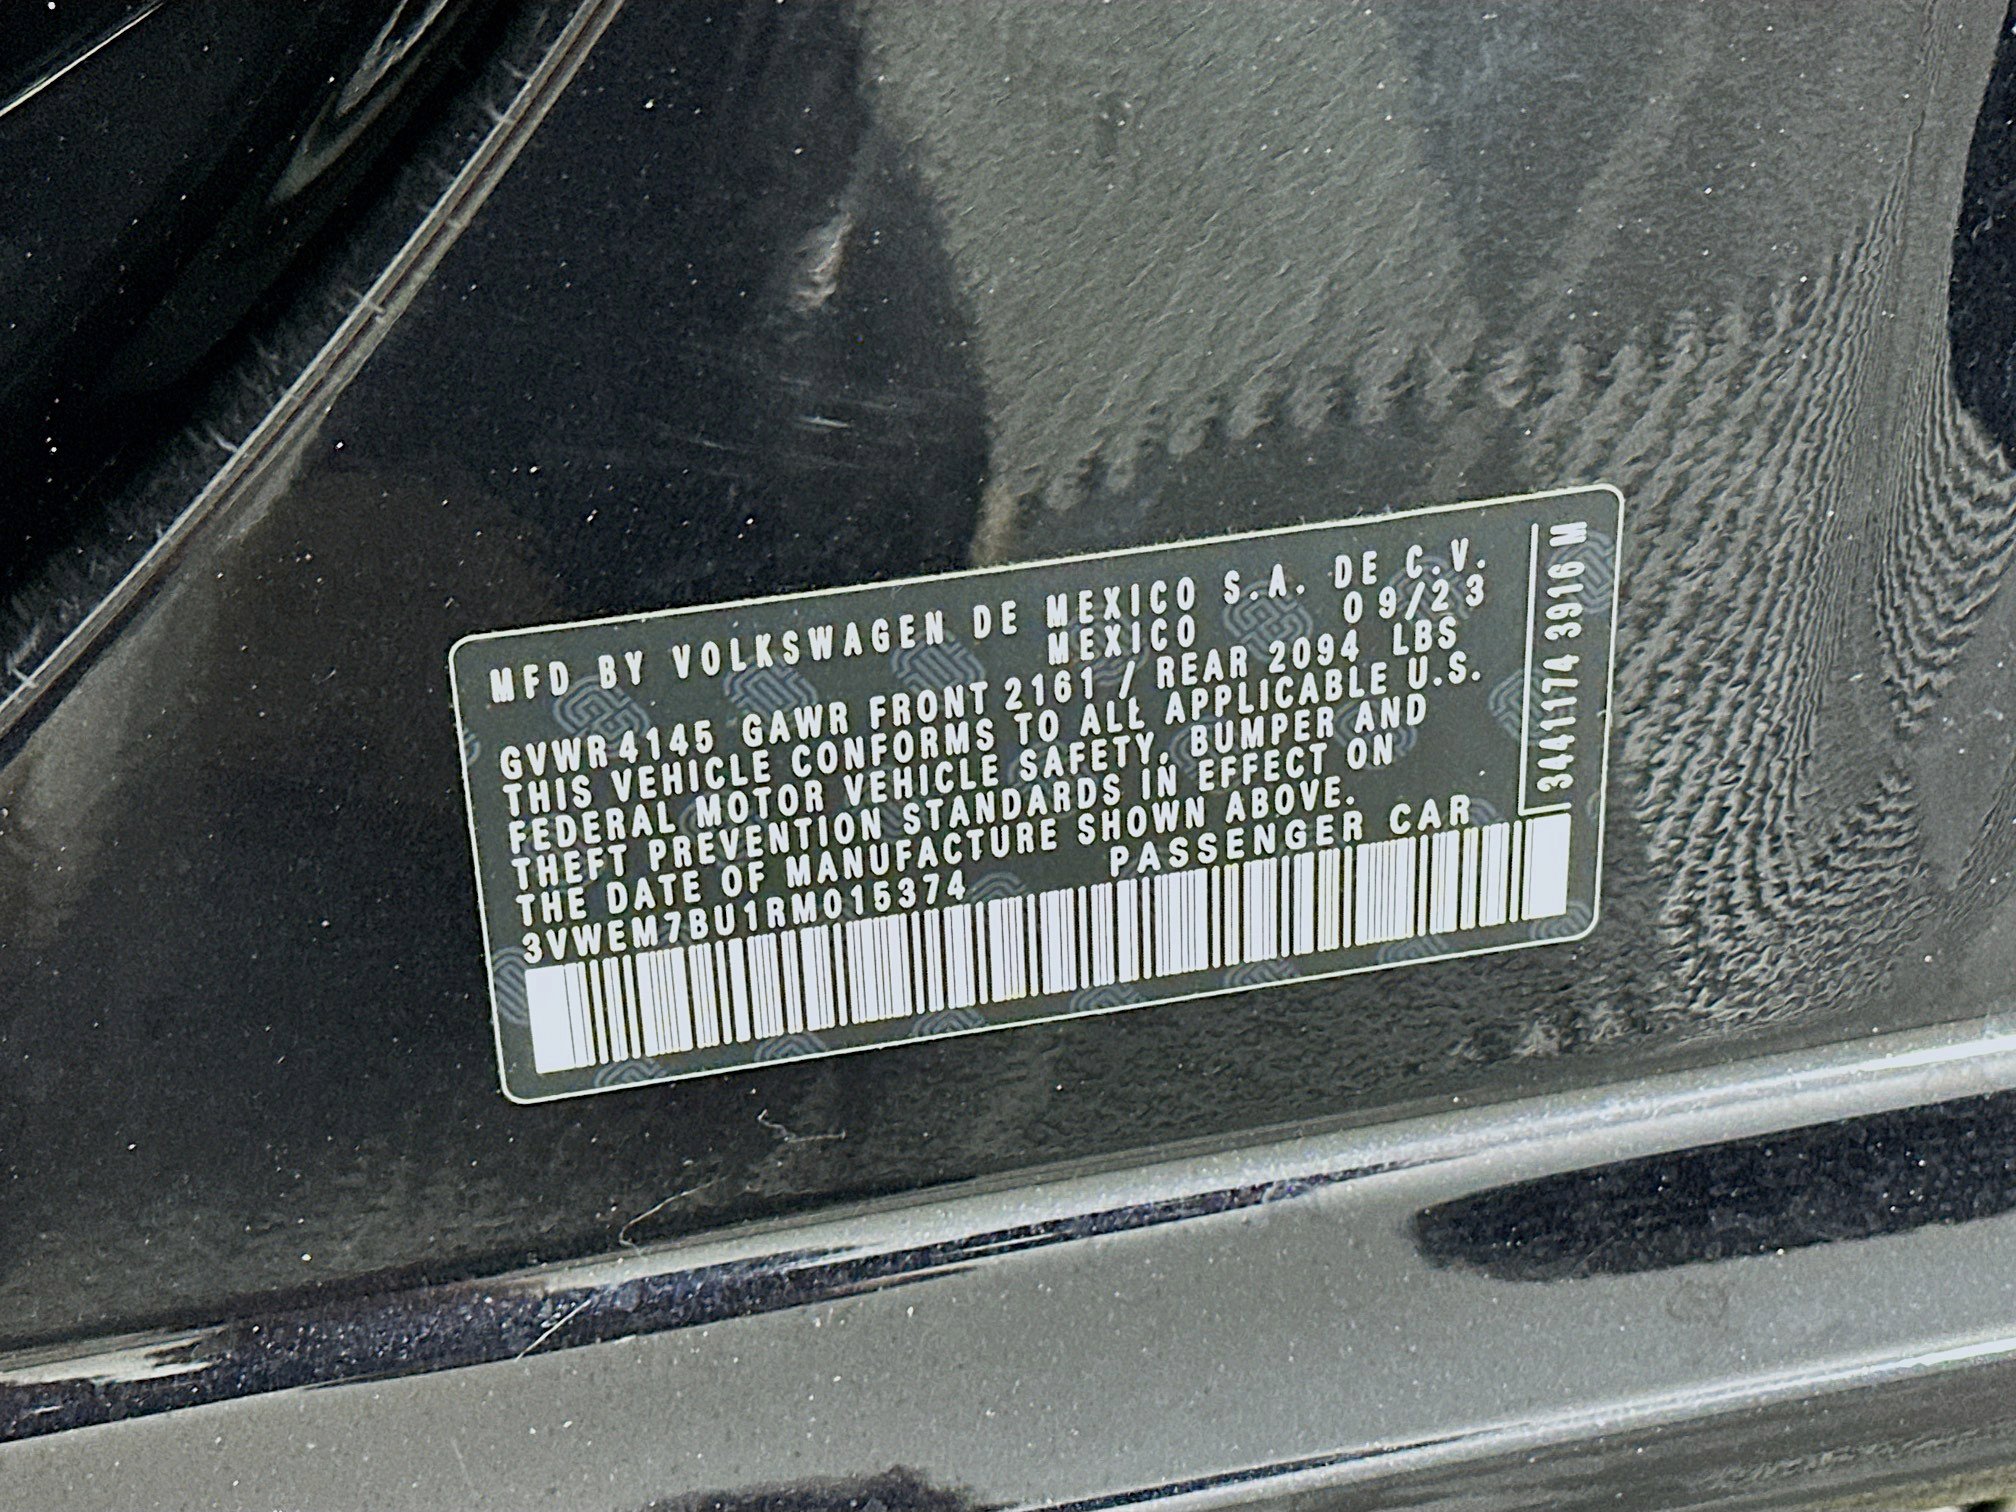 MFD BY VOLKSWAGEN DE MEXICO S.A. DE C.V.
MEXICO 09/23
GVWR 4145 GAWR FRONT 2161 / REAR 2094 LBS
THIS VEHICLE CONFORMS TO ALL APPLICABLE U.S.
FEDERAL MOTOR VEHICLE SAFETY, BUMPER AND
THEFT PREVENTION STANDARDS IN EFFECT ON
THE DATE OF MANUFACTURE SHOWN ABOVE.
3VWEM7BU1RM015374 PASSENGER CAR
3441174 3916 M